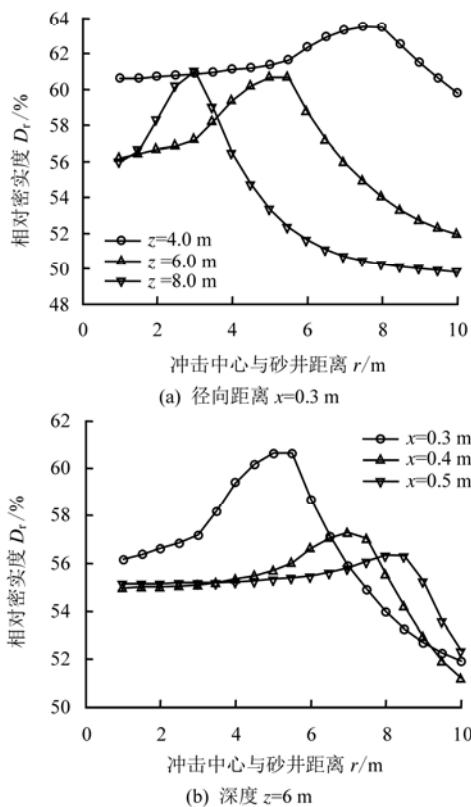 64
62
60
58
56
54
52
50
48
相对密实度 D_r /%
z =4.0 m
z =6.0 m
z =8.0 m
0 2 4 6 8 10
冲击中心与砂井距离 r/m
(a) 径向距离 x=0.3 m
62
60
58
56
54
52
50
相对密实度 D_r /%
x=0.3 m
x=0.4 m
x=0.5 m
0 2 4 6 8 10
冲击中心与砂井距离 r/m
(b) 深度 z=6 m